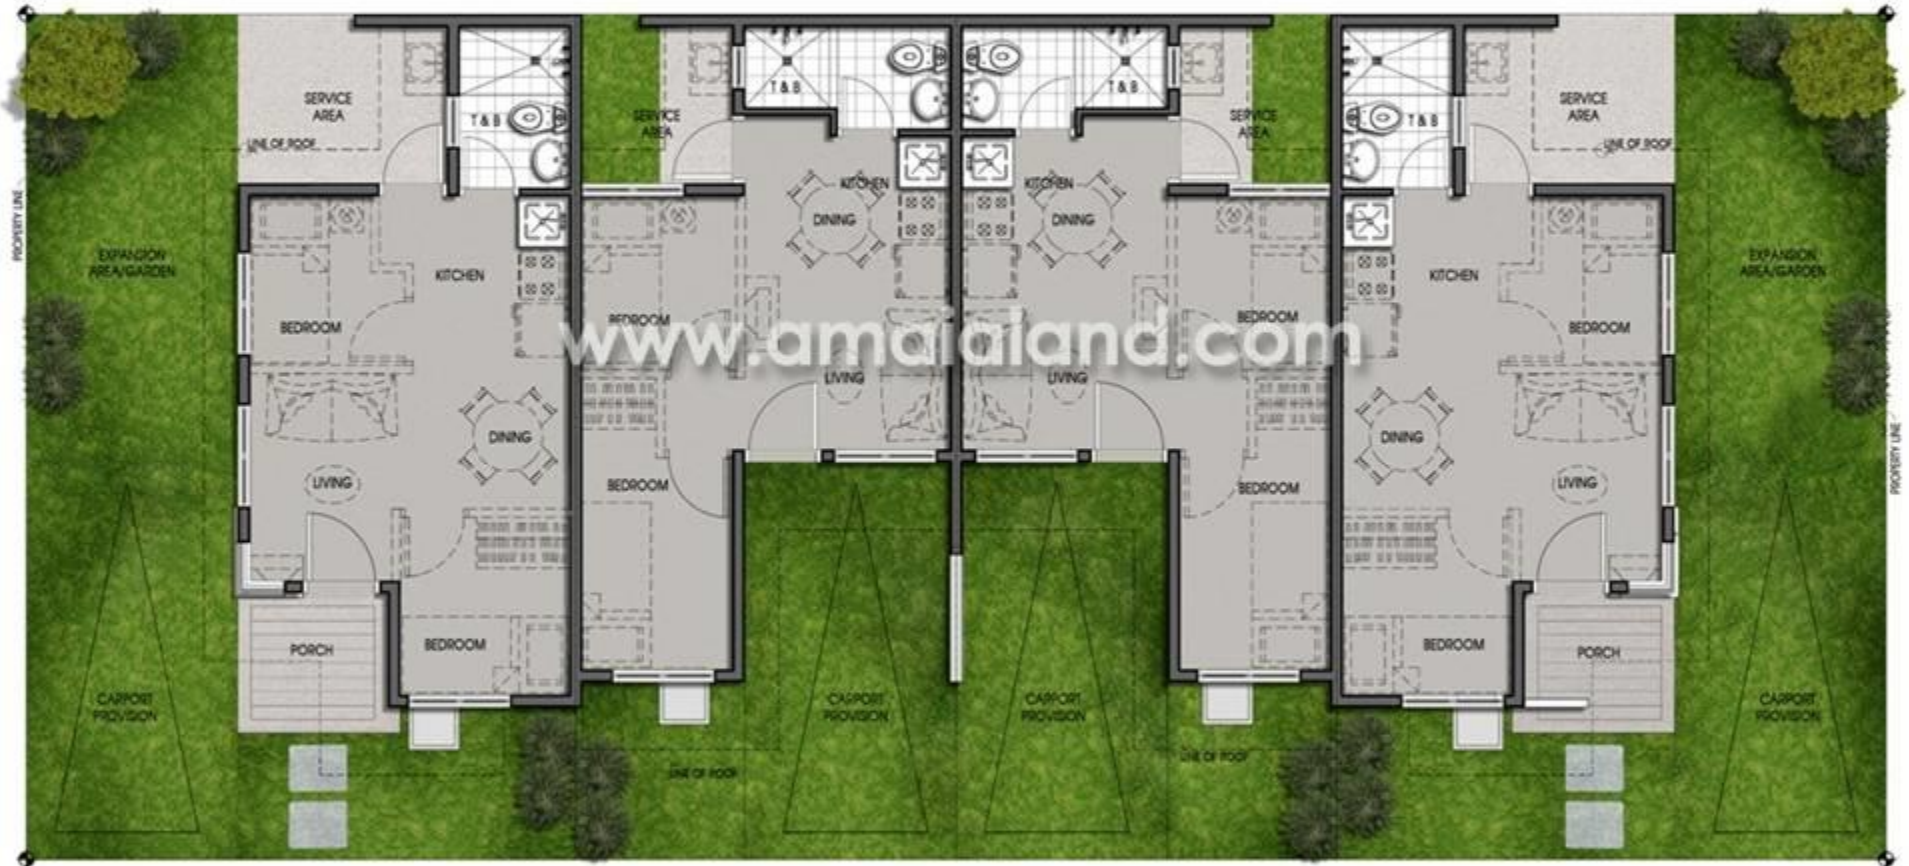 SERVICE
AREA
LINE OF ROOF
T & B
SERVICE
AREA
T & B
T & B
SERVICE
AREA
T & B
SERVICE
AREA
LINE OF ROOF
PROPERTY LINE
EXPANSION
AREA/GARDEN
BEDROOM
KITCHEN
BEDROOM
KITCHEN
DINING
LIVING
KITCHEN
DINING
LIVING
BEDROOM
KITCHEN
BEDROOM
EXPANSION
AREA/GARDEN
www.amaialand.com
LIVING
DINING
BEDROOM
BEDROOM
DINING
LIVING
PROPERTY LINE
CARPORT
PROVISION
PORCH
BEDROOM
CARPORT
PROVISION
CARPORT
PROVISION
BEDROOM
PORCH
CARPORT
PROVISION
LINE OF ROOF
LINE OF ROOF